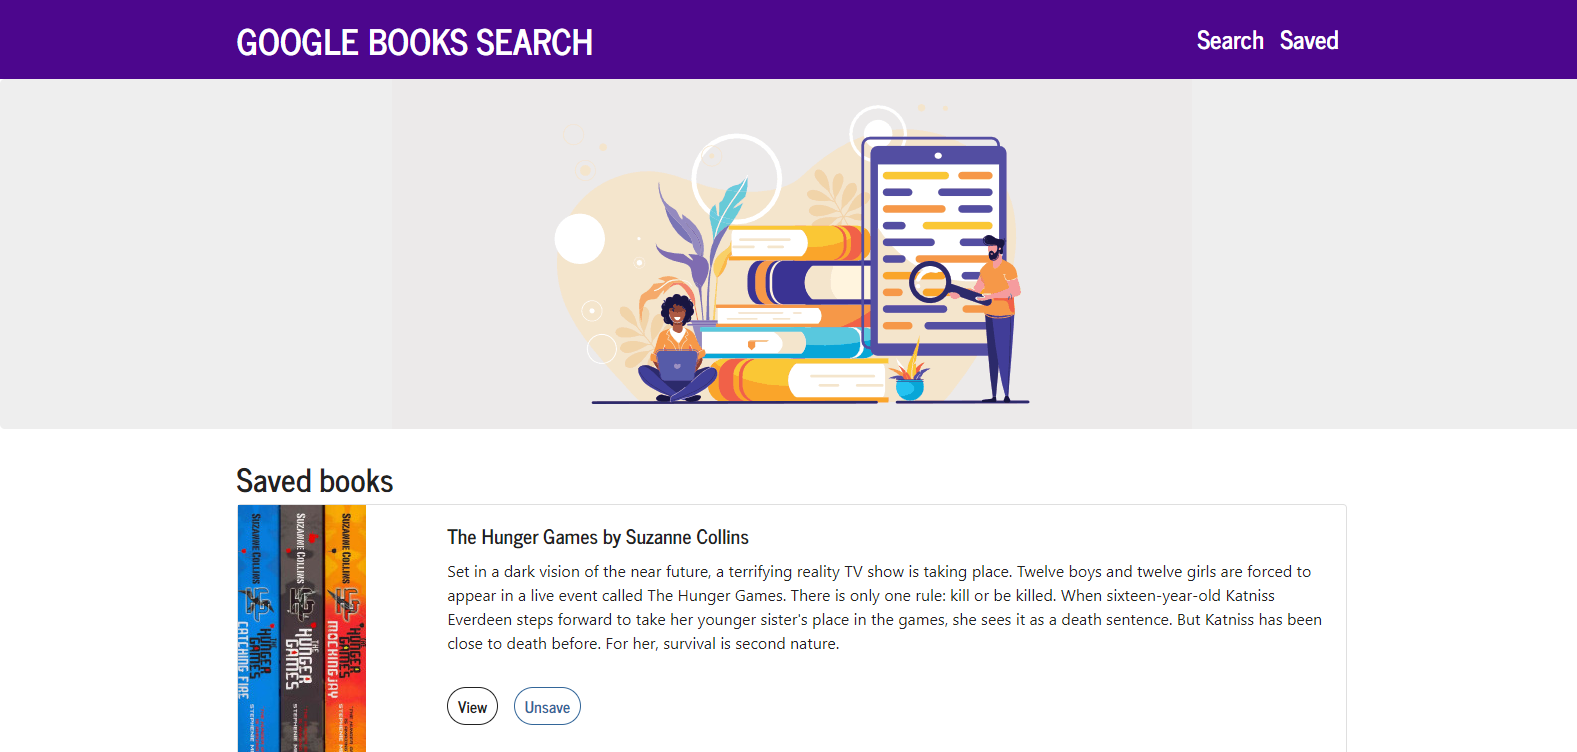 GOOGLE BOOKS SEARCH
Search Saved
Saved books
The Hunger Games by Suzanne Collins
Set in a dark vision of the near future, a terrifying reality TV show is taking place. Twelve boys and twelve girls are forced to
appear in a live event called The Hunger Games. There is only one rule: kill or be killed. When sixteen-year-old Katniss
Everdeen steps forward to take her younger sister's place in the games, she sees it as a death sentence. But Katniss has been
close to death before. For her, survival is second nature.
View Unsave
SUZANNE COLLINS
THE HUNGER GAMES
CATCHING FIRE
SUZANNE COLLINS
THE HUNGER GAMES
SUZANNE COLLINS
THE HUNGER GAMES
MOCKINGJAY